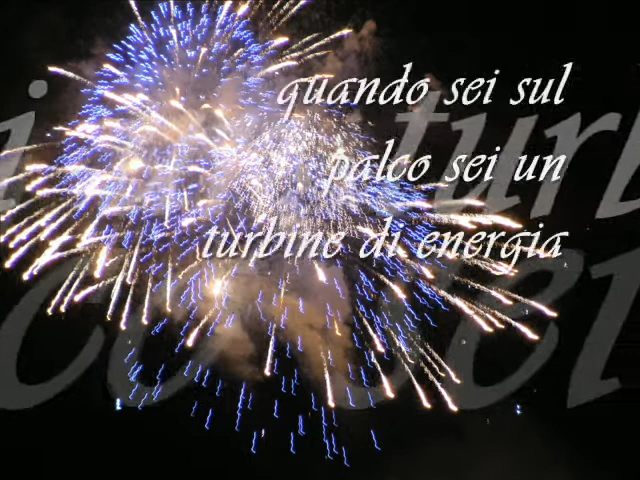 quando sei sul
palco sei un
turbine di energia